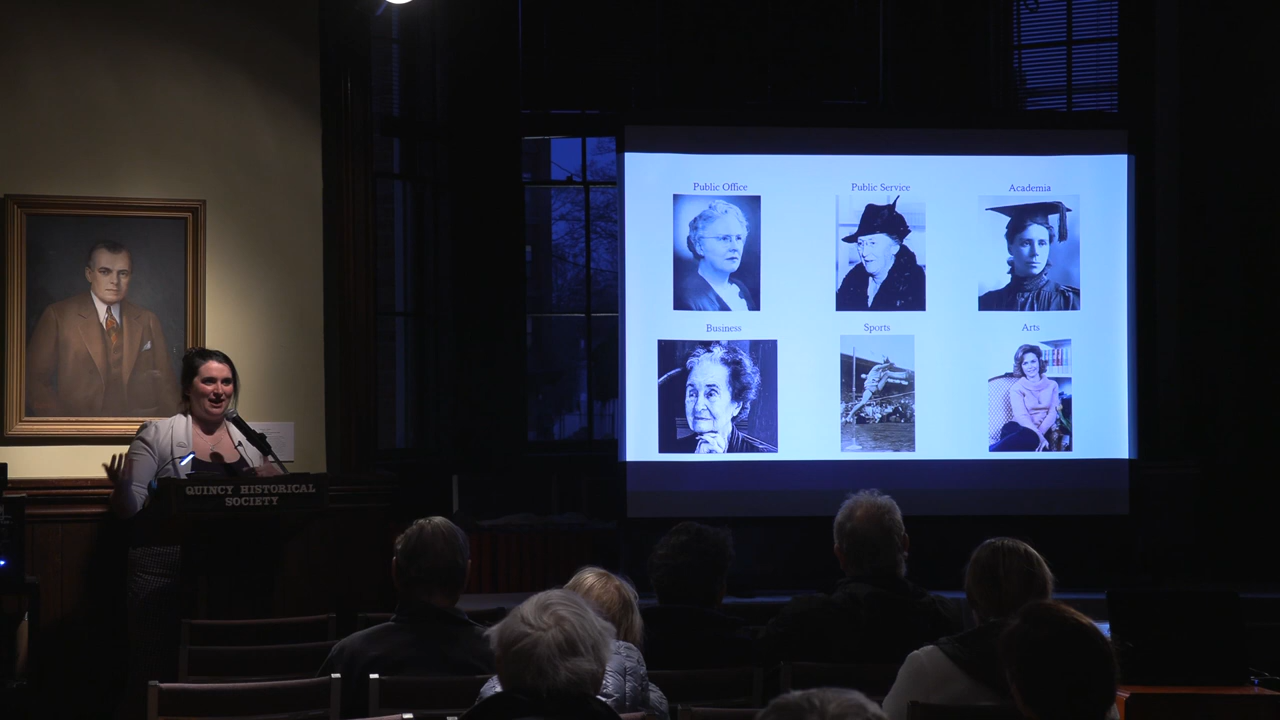 Public Office
Public Service
Academia
Business
Sports
Arts
QUINCY HISTORICAL
SOCIETY